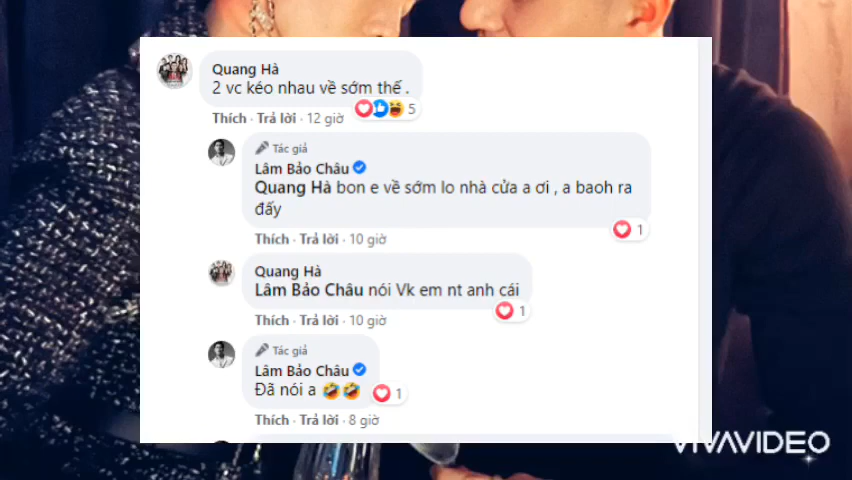 Quang Hà
2 vc kéo nhau về sớm thế .
Thích · Trả lời · 12 giờ
5
Tác giả
Lâm Bảo Châu
Quang Hà bon e về sớm lo nhà cửa a ơi , a baoh ra
đấy
1
Thích · Trả lời · 10 giờ
Quang Hà
Lâm Bảo Châu nói Vk em nt anh cái
1
Thích · Trả lời · 10 giờ
Tác giả
Lâm Bảo Châu
Đã nói a 🤣🤣
1
Thích · Trả lời · 8 giờ
VIVAVIDEO